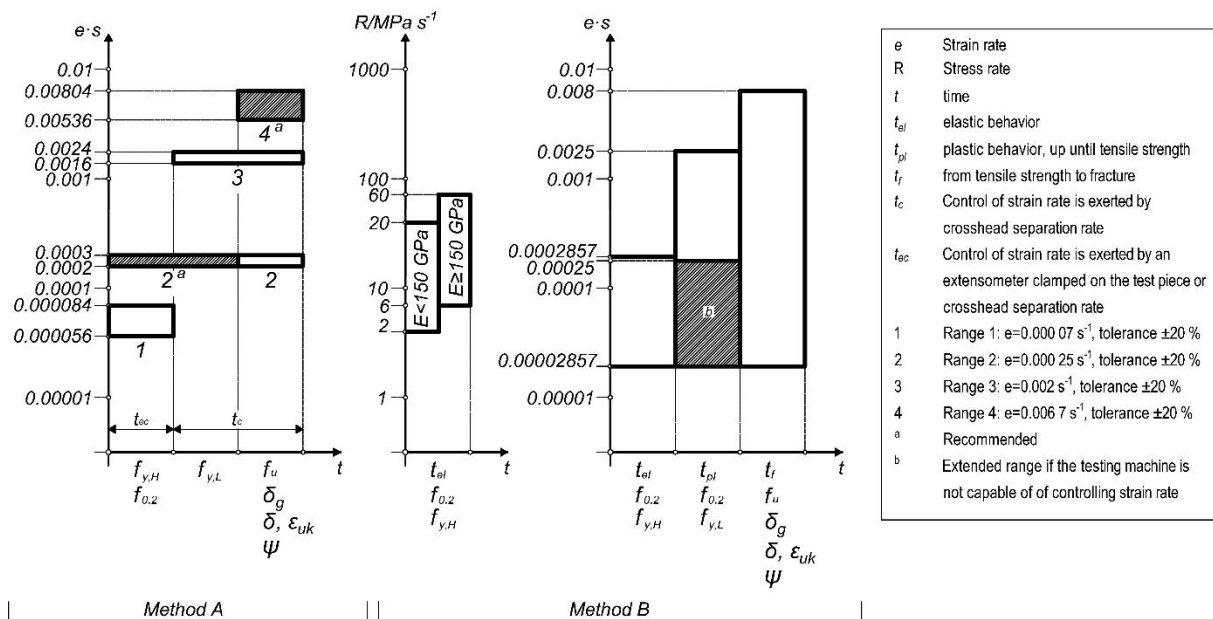 e·s
0.01
0.00804
0.00536
0.0024
0.0016
0.001
0.0003
0.0002
0.0001
0.000084
0.000056
0.00001
4 a
3
2 a
2
1
tec
tc
t
fy,H
f0.2
fy,L
fu
δg
δ, εuk
Ψ
Method A
R/MPa s-1
1000
100
60
20
10
6
2
1
E<150 GPa
E≥150 GPa
t
tel
f0.2
fy,H
e·s
0.01
0.008
0.0025
0.001
0.0002857
0.00025
0.0001
0.00002857
0.00001
b
t
tel
f0.2
fy,H
tpl
f0.2
fy,L
tf
fu
δg
δ, εuk
Ψ
Method B
e Strain rate
R Stress rate
t time
tel elastic behavior
tpl plastic behavior, up until tensile strength
tf from tensile strength to fracture
tc Control of strain rate is exerted by
crosshead separation rate
tec Control of strain rate is exerted by an
extensometer clamped on the test piece or
crosshead separation rate
1 Range 1: e=0.000 07 s-1, tolerance ±20 %
2 Range 2: e=0.000 25 s-1, tolerance ±20 %
3 Range 3: e=0.002 s-1, tolerance ±20 %
4 Range 4: e=0.006 7 s-1, tolerance ±20 %
a Recommended
b Extended range if the testing machine is
not capable of of controlling strain rate